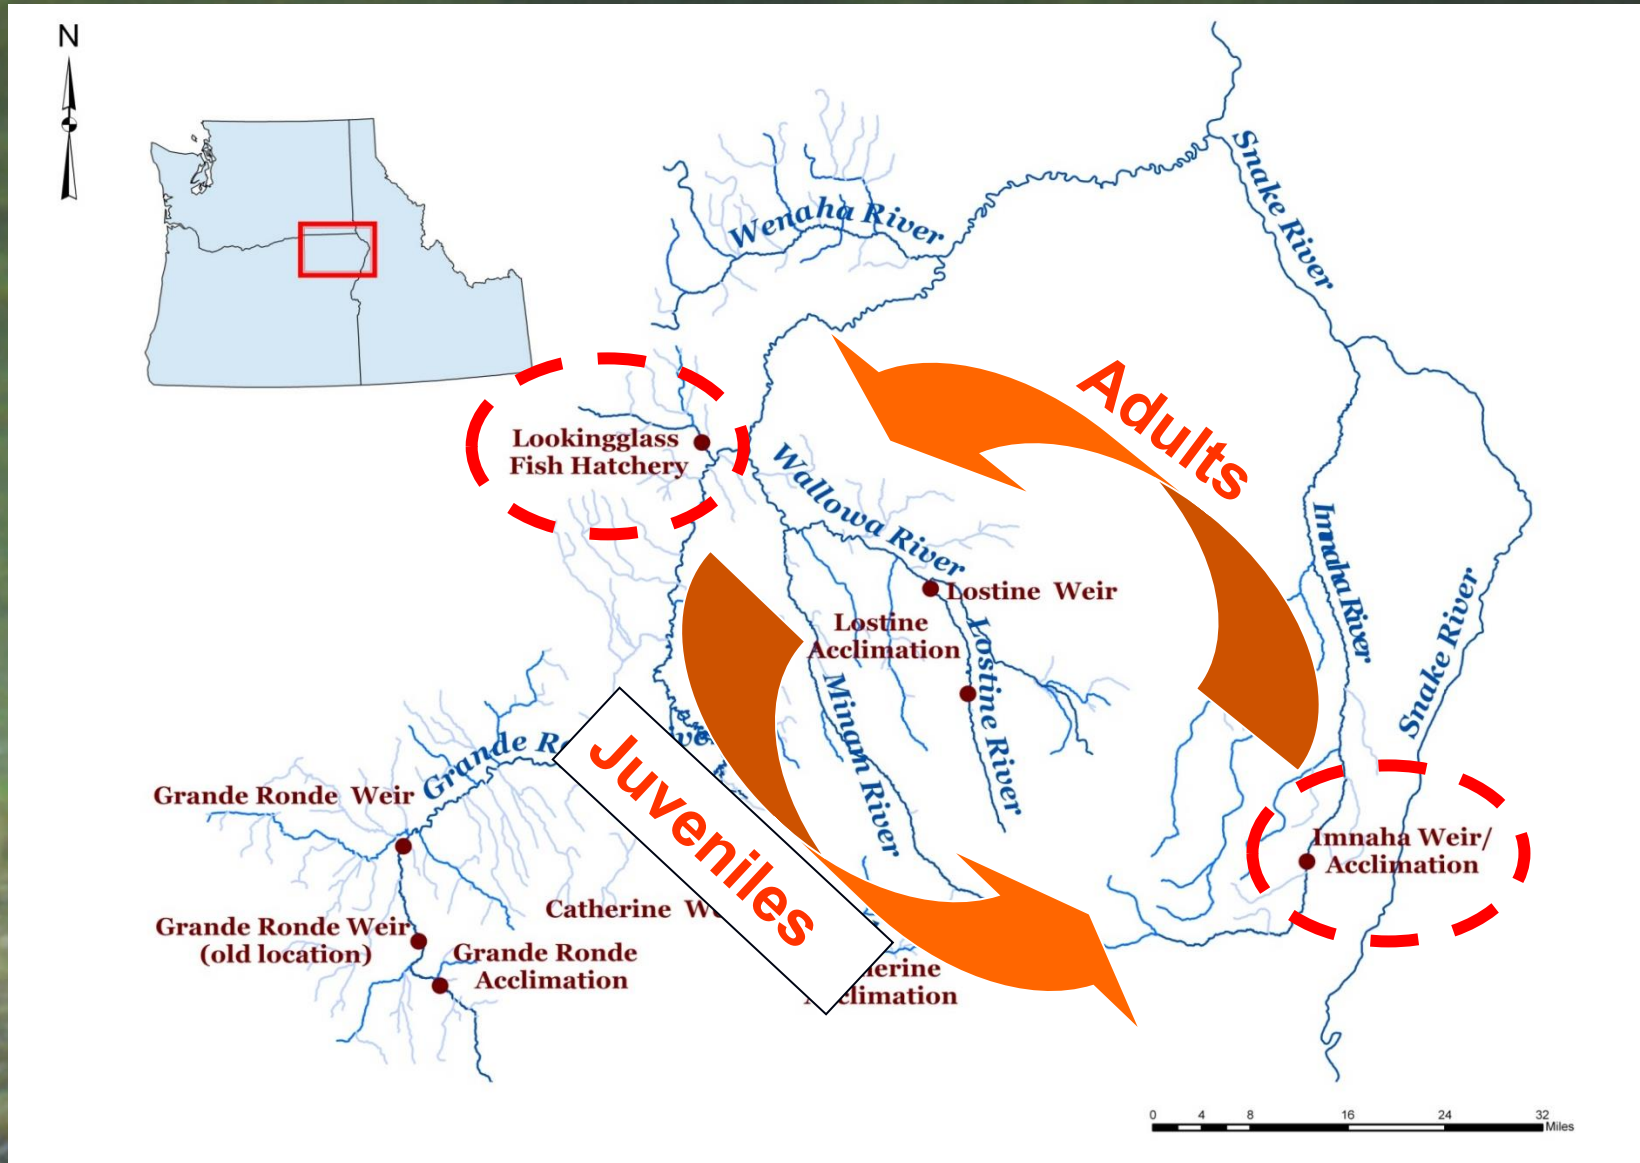 N
Snake River
Wenaha River
Adults
Lookingglass
Fish Hatchery
Wallowa River
Imnaha River
Lostine Weir
Lostine
Acclimation
Lostine River
Snake River
Minam River
Grande
Juveniles
Grande Ronde Weir
Imnaha Weir/
Acclimation
Catherine
Grande Ronde Weir
(old location)
Grande Ronde
Acclimation
0 4 8 16 24 32
Miles